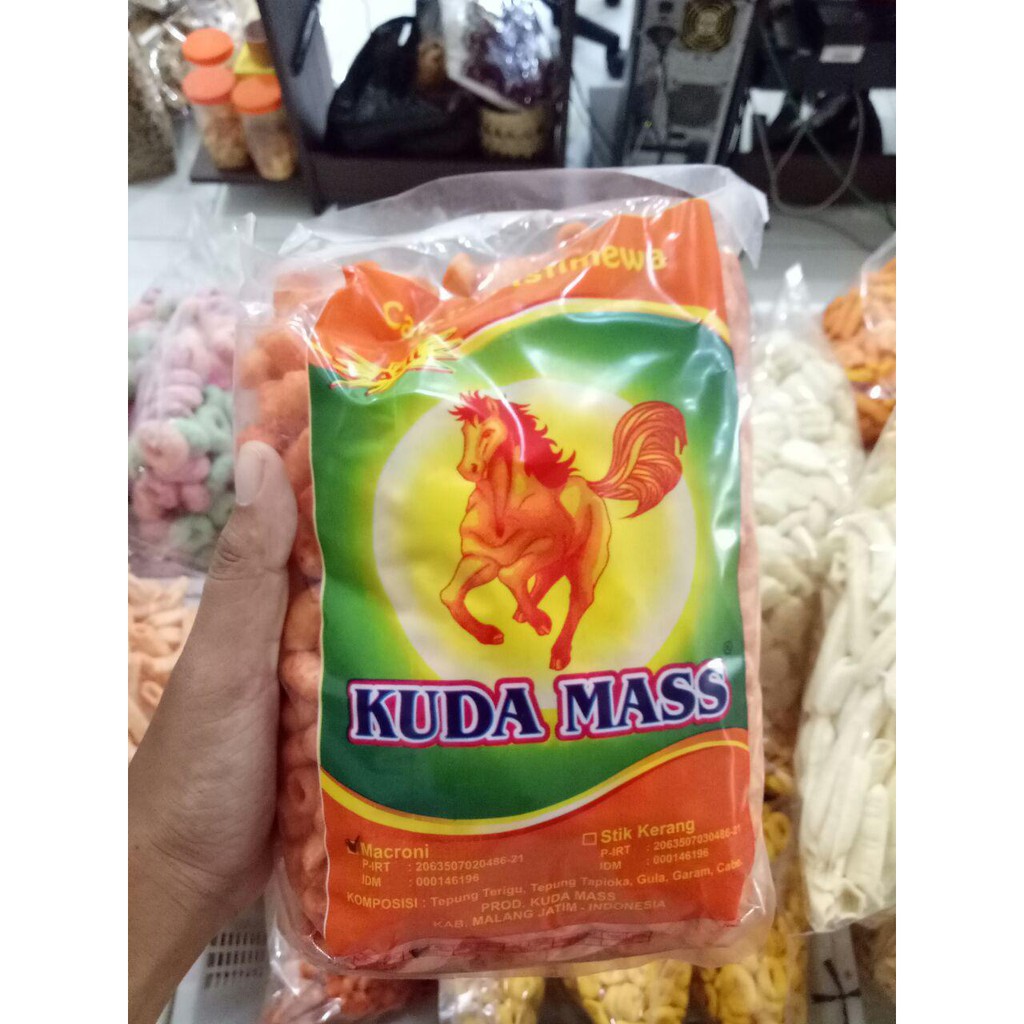 Istimewa
KUDA MASS
Macroni
P-IRT : 2063507020486-21
IDM : 000146196
Stik Kerang
P-IRT : 2063507030486-21
IDM : 000146196
KOMPOSISI : Tepung Terigu, Tepung Tapioka, Gula, Garam, Cabe.
PROD. KUDA MASS
KAB. MALANG JATIM - INDONESIA